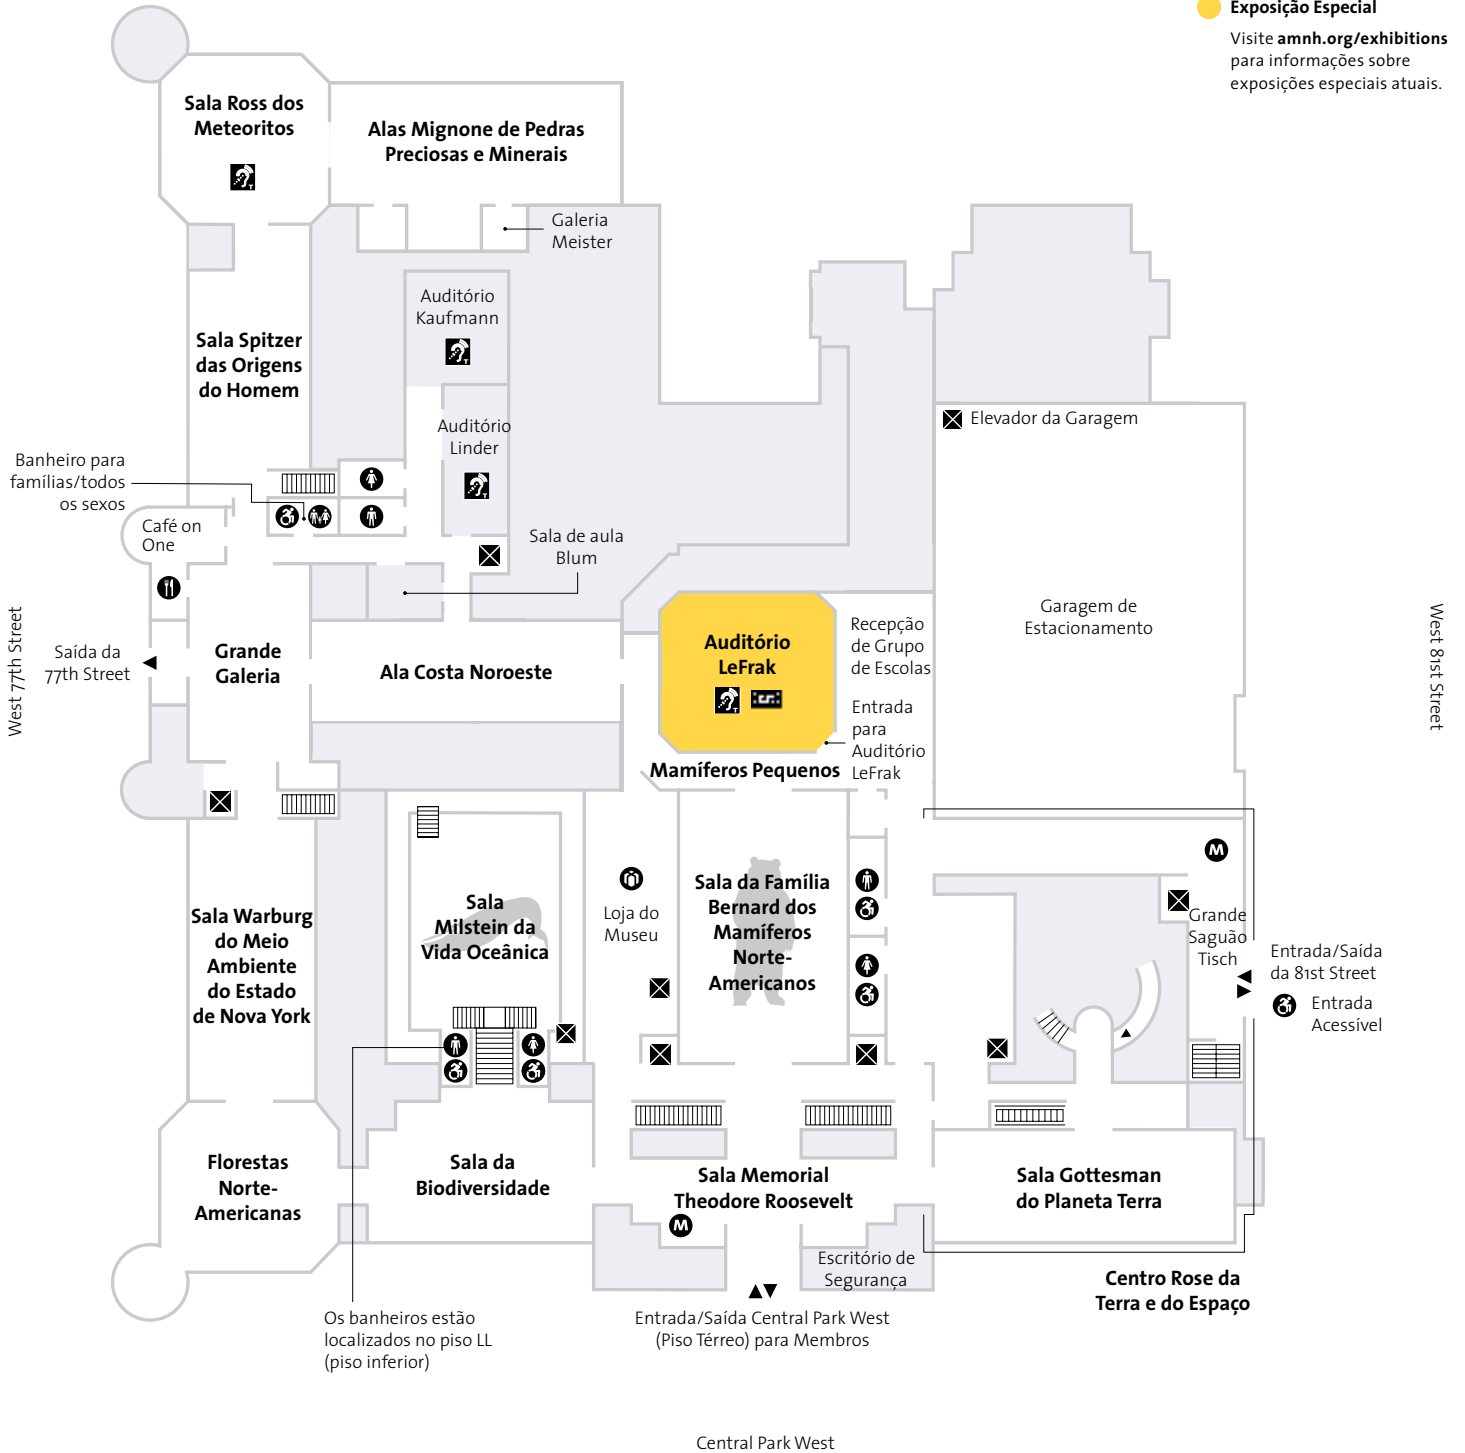 Exposição Especial
Visite amnh.org/exhibitions
para informações sobre
exposições especiais atuais.
Sala Ross dos
Meteoritos
T
Alas Mignone de Pedras
Preciosas e Minerais
Galeria
Meister
Auditório
Kaufmann
T
Sala Spitzer
das Origens
do Homem
Auditório
Linder
T
Elevador da Garagem
Banheiro para
famílias/todos
os sexos
Café on
One
Sala de aula
Blum
Garagem de
Estacionamento
West 77th Street
West 81st Street
Saída da
77th Street
Grande
Galeria
Ala Costa Noroeste
Auditório
LeFrak
T
Recepção
de Grupo
de Escolas
Entrada
para
Auditório
LeFrak
Mamíferos Pequenos
M
Sala
Milstein da
Vida Oceânica
Loja do
Museu
Sala da Família
Bernard dos
Mamíferos
Norte-
Americanos
Sala Warburg
do Meio
Ambiente
do Estado
de Nova York
Grande
Saguão
Tisch
Entrada/Saída
da 81st Street
Entrada
Acessível
Florestas
Norte-
Americanas
Sala da
Biodiversidade
Sala Memorial
Theodore Roosevelt
M
Sala Gottesman
do Planeta Terra
Escritório de
Segurança
Centro Rose da
Terra e do Espaço
Os banheiros estão
localizados no piso LL
(piso inferior)
Entrada/Saída Central Park West
(Piso Térreo) para Membros
Central Park West